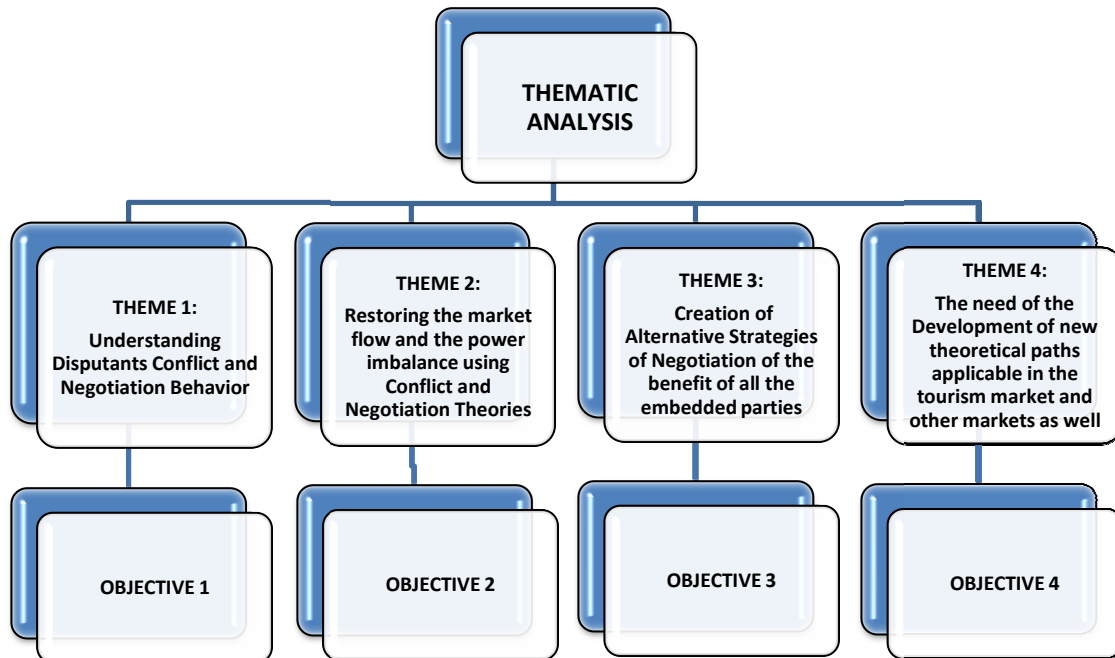 THEMATIC
ANALYSIS
THEME 1:
Understanding
Disputants Conflict and
Negotiation Behavior
THEME 2:
Restoring the market
flow and the power
imbalance using
Conflict and
Negotiation Theories
THEME 3:
Creation of
Alternative Strategies
of Negotiation of the
benefit of all the
embedded parties
THEME 4:
The need of the
Development of new
theoretical paths
applicable in the
tourism market and
other markets as well
OBJECTIVE 1
OBJECTIVE 2
OBJECTIVE 3
OBJECTIVE 4